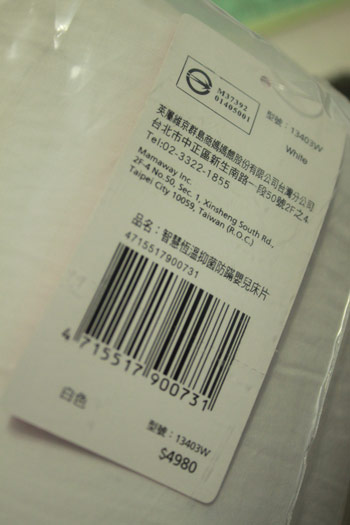 M37392
01405001
型號：13403W
White
英屬維京群島商媽媽餵股份有限公司台灣分公司
台北市中正區新生南路一段50號2F之4
Tel:02-3322-1855
Mamaway Inc.
2F-4 No.50, Sec. 1, Xinsheng South Rd.,
Taipei City 10059, Taiwan (R.O.C.)
品名：智慧恆溫抑菌防蹣嬰兒床片
4715517900731
4 715517 900731
白色
型號：13403W
$4980